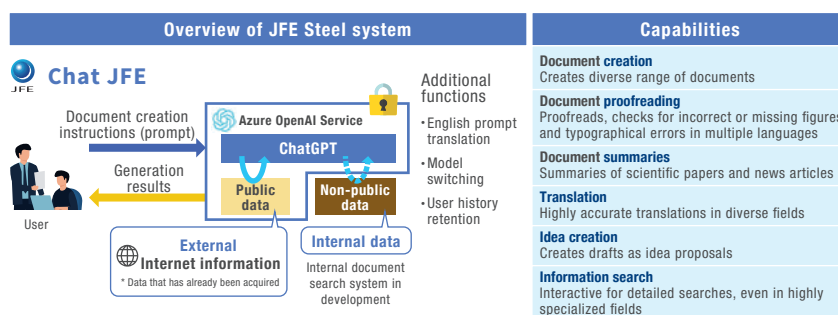 Overview of JFE Steel system
JFE
Chat JFE
Document creation
instructions (prompt)
Generation
results
User
Azure OpenAI Service
ChatGPT
Public
data
Non-public
data
External
Internet information
* Data that has already been acquired
Internal data
Internal document
search system in
development
Additional
functions
•English prompt
translation
•Model
switching
•User history
retention
Capabilities
Document creation
Creates diverse range of documents
Document proofreading
Proofreads, checks for incorrect or missing figures
and typographical errors in multiple languages
Document summaries
Summaries of scientific papers and news articles
Translation
Highly accurate translations in diverse fields
Idea creation
Creates drafts as idea proposals
Information search
Interactive for detailed searches, even in highly
specialized fields